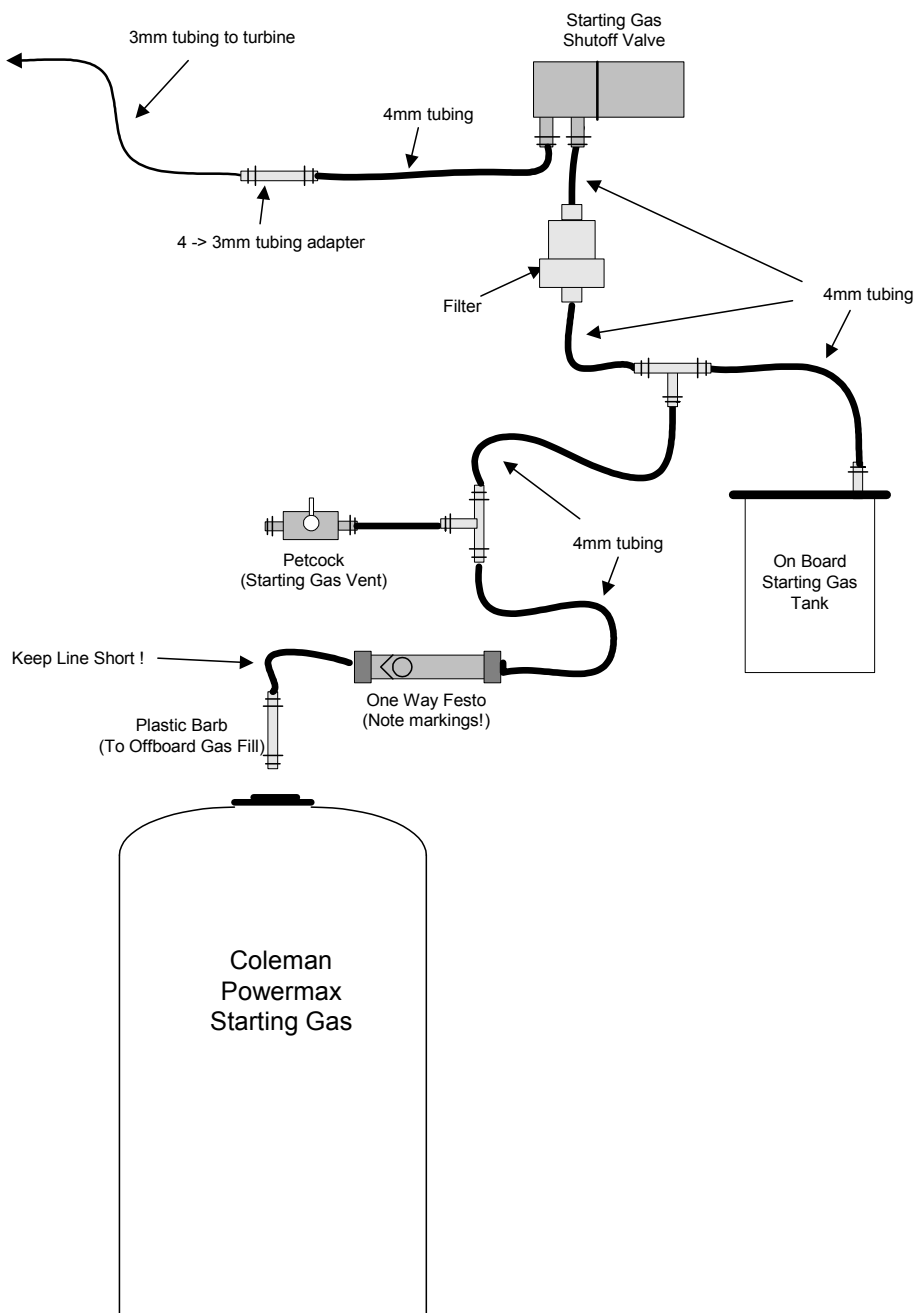 Starting Gas
Shutoff Valve
3mm tubing to turbine
4mm tubing
4 -> 3mm tubing adapter
Filter
4mm tubing
Petcock
(Starting Gas Vent)
4mm tubing
On Board
Starting Gas
Tank
Keep Line Short !
One Way Festo
(Note markings!)
Plastic Barb
(To Offboard Gas Fill)
Coleman
Powermax
Starting Gas